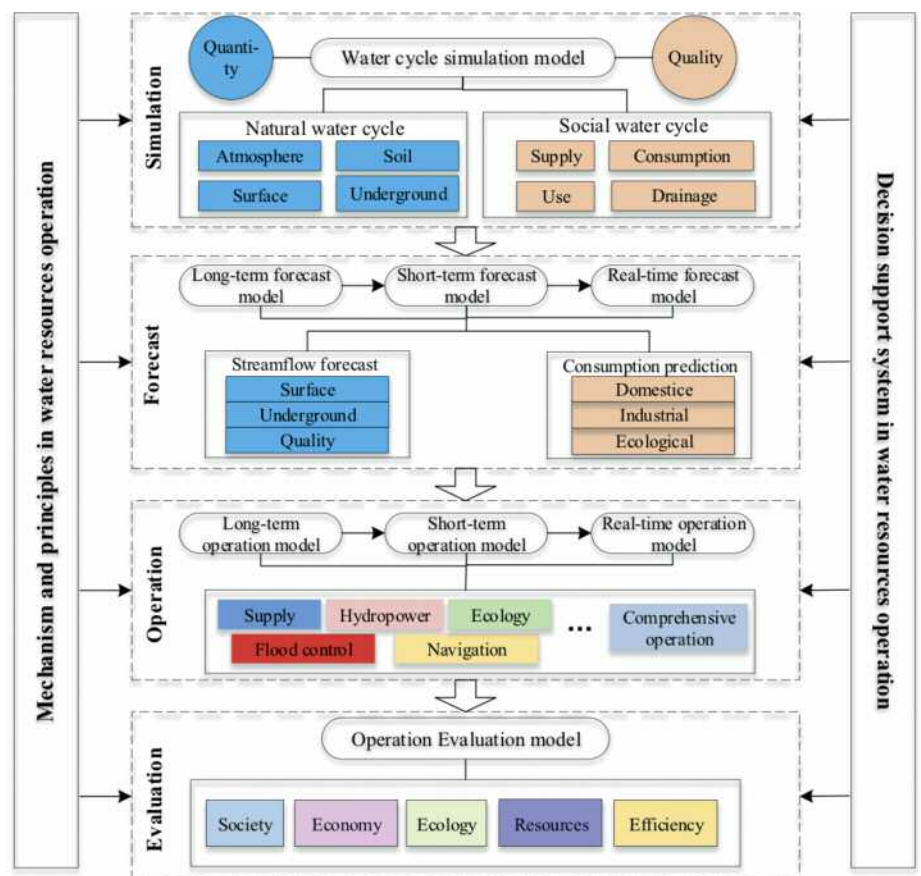 Mechanism and principles in water resources operation
Simulation
Quanti-
ty
Water cycle simulation model
Quality
Natural water cycle
Atmosphere
Soil
Surface
Underground
Social water cycle
Supply
Consumption
Use
Drainage
Forecast
Long-term forecast
model
Short-term forecast
model
Real-time forecast
model
Streamflow forecast
Surface
Underground
Quality
Consumption prediction
Domestice
Industrial
Ecological
Operation
Long-term
operation model
Short-term
operation model
Real-time operation
model
Supply
Hydropower
Ecology
Flood control
Navigation
...
Comprehensive
operation
Evaluation
Operation Evaluation model
Society
Economy
Ecology
Resources
Efficiency
Decision support system in water resources operation